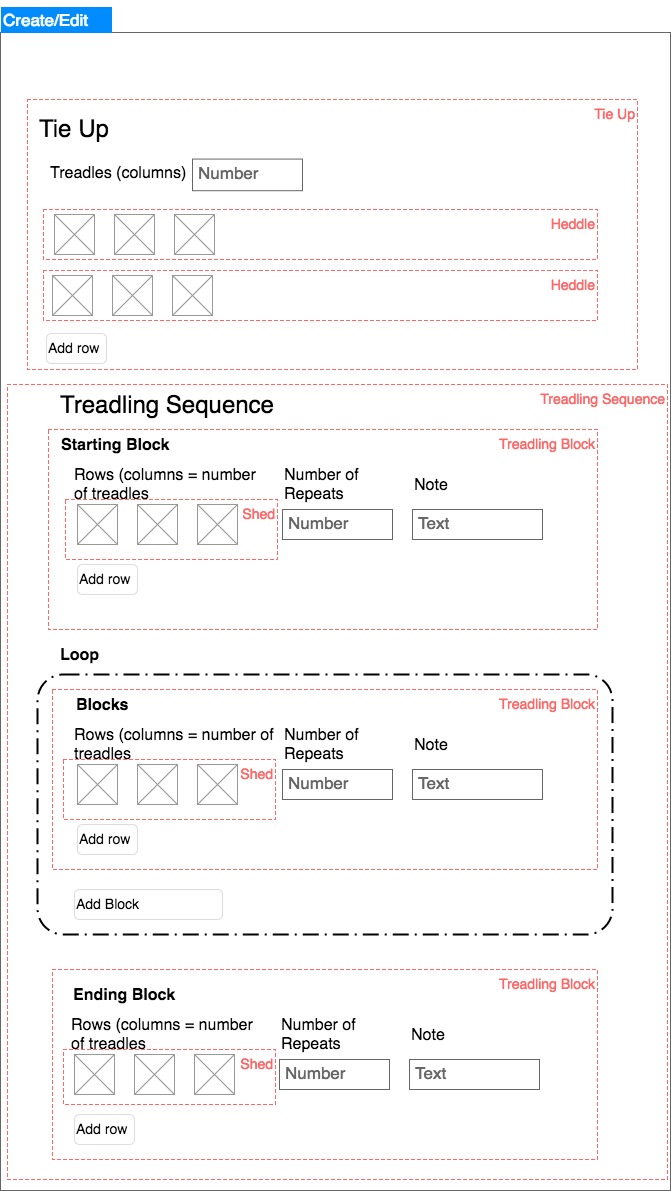 Create/Edit
Tie Up
Tie Up
Treadles (columns) Number
Heddle
Heddle
Add row
Treadling Sequence
Treadling Sequence
Starting Block
Treadling Block
Rows (columns = number
of treadles
Number of
Repeats
Note
Shed
Number
Text
Add row
Loop
Blocks
Treadling Block
Rows (columns = number of
treadles
Number of
Repeats
Note
Shed
Number
Text
Add row
Add Block
Ending Block
Treadling Block
Rows (columns = number
of treadles
Number of
Repeats
Note
Shed
Number
Text
Add row